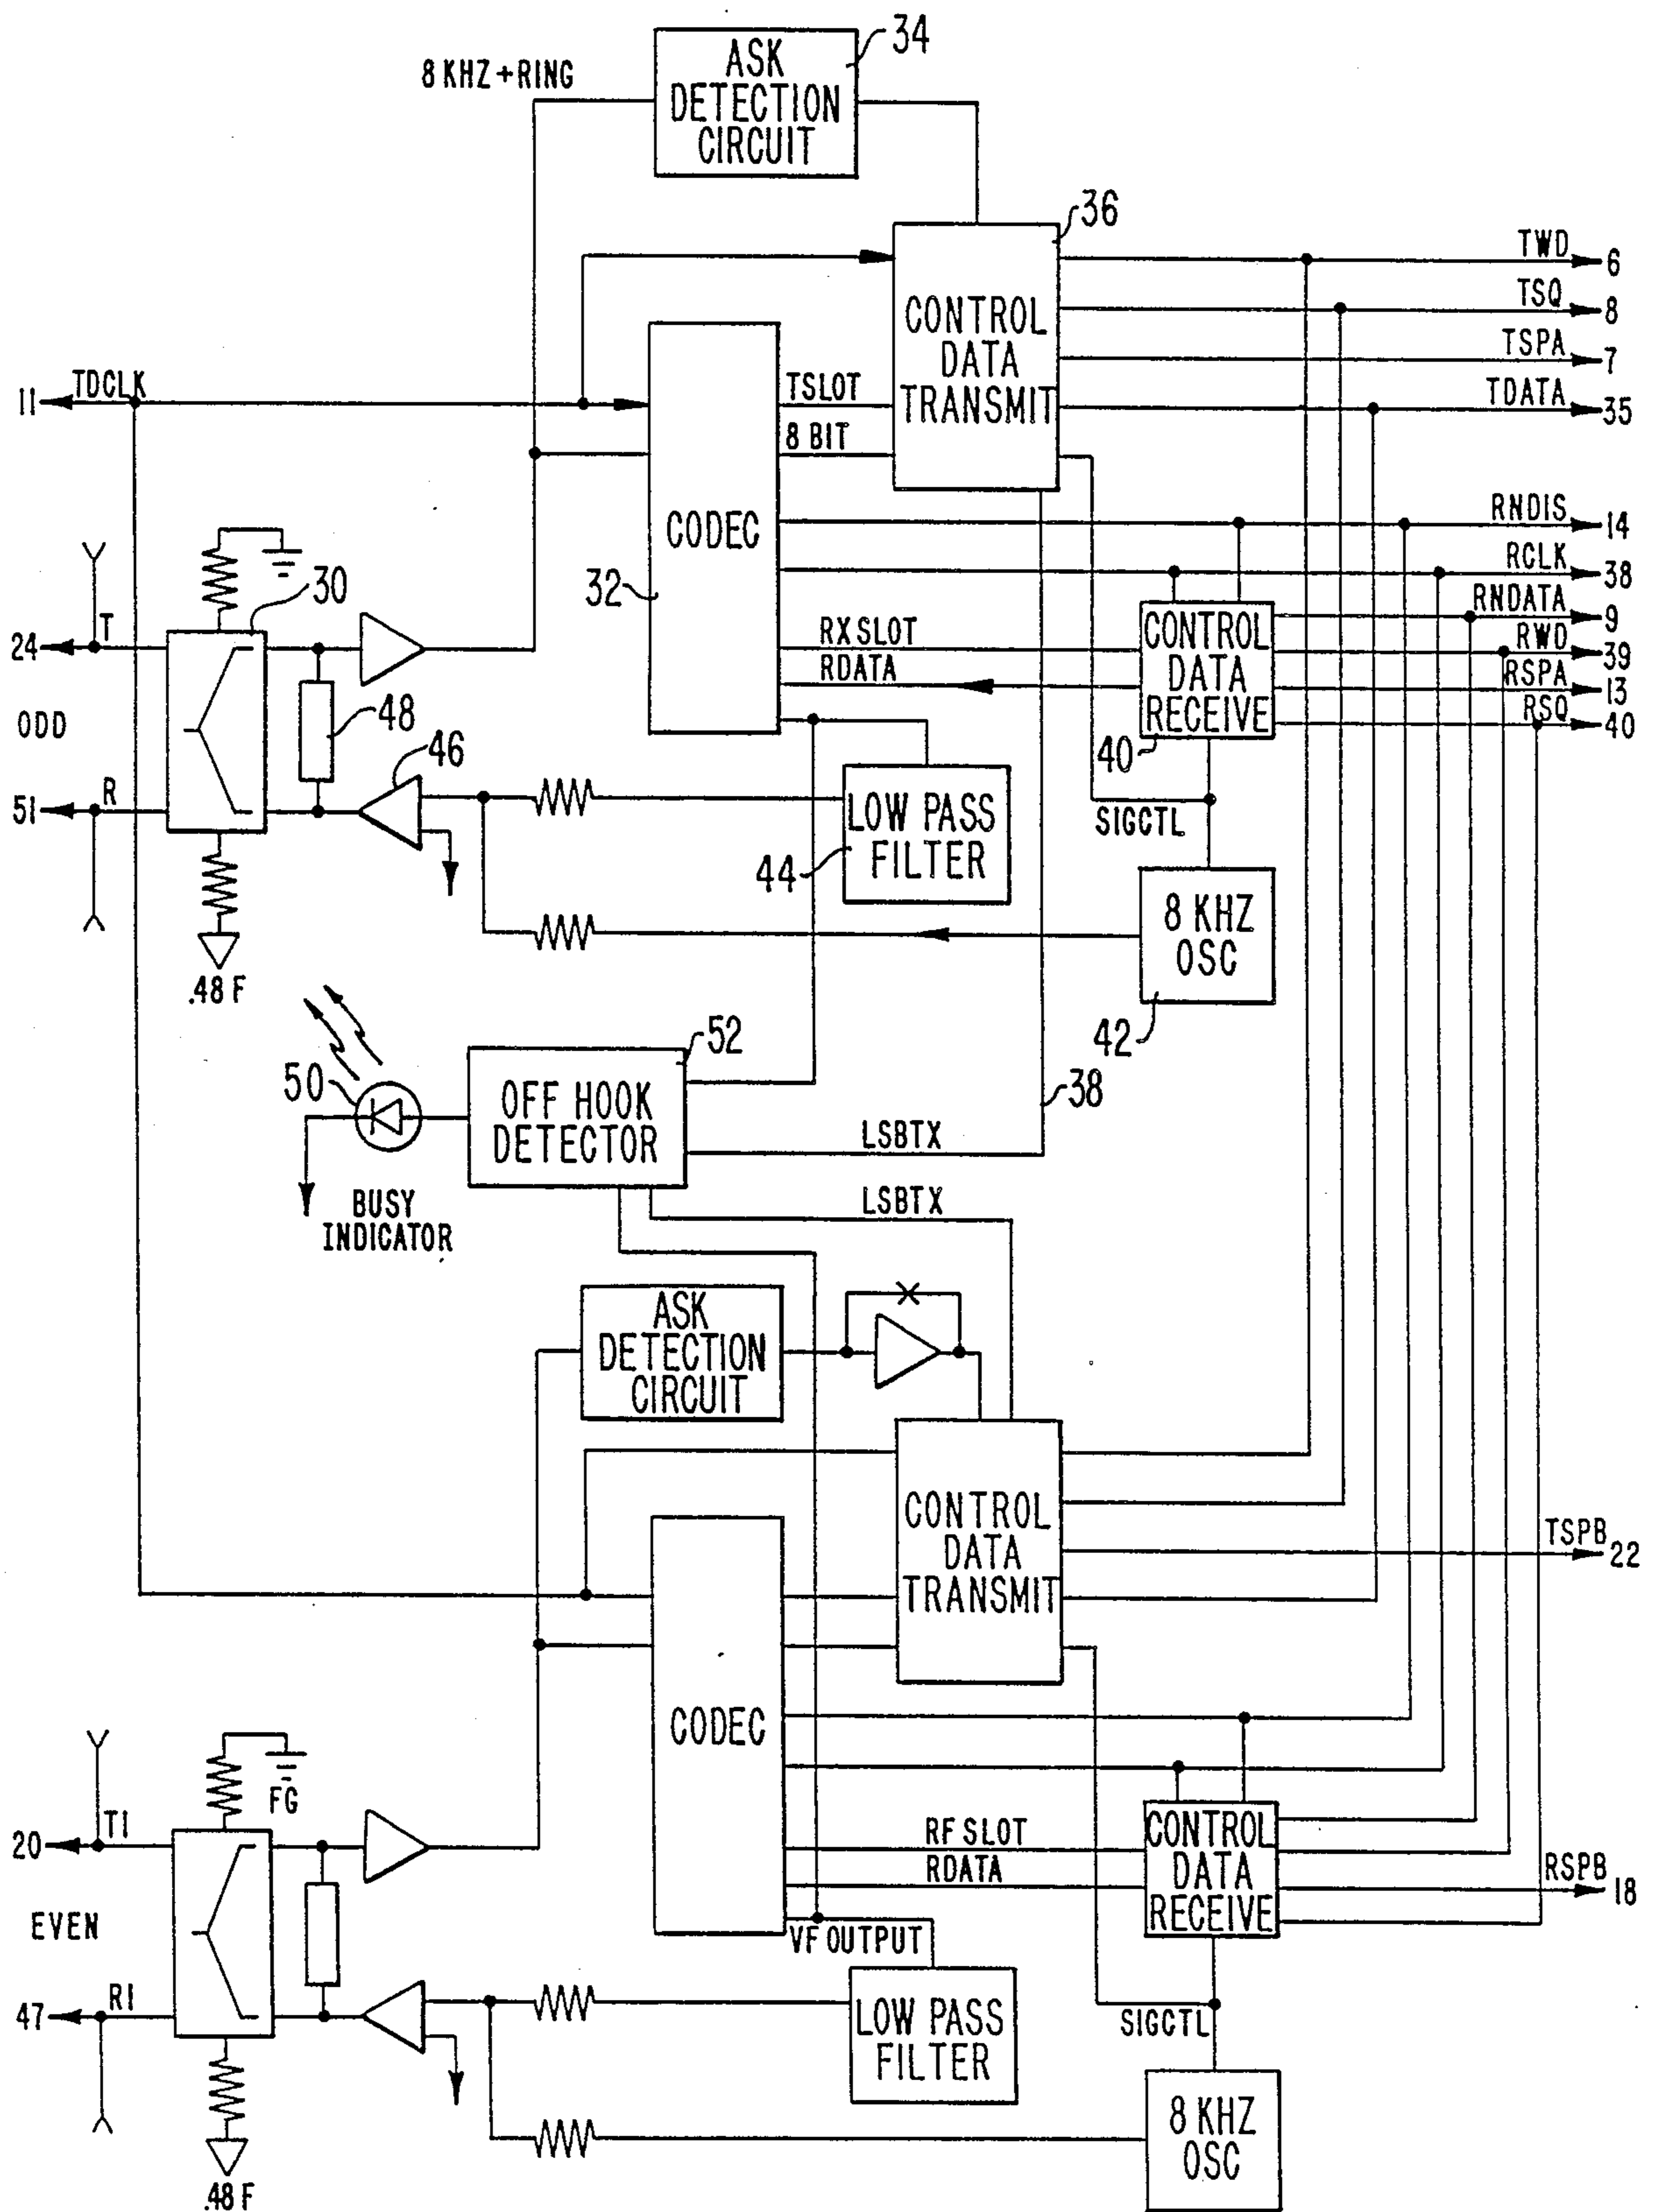 34
ASK
DETECTION
CIRCUIT
8 KHZ + RING
36
CONTROL
DATA
TRANSMIT
TWD
6
TSQ
8
TSPA
7
TDATA
35
11
TDCLK
TSLOT
8 BIT
CODEC
32
RNDIS
14
RCLK
38
RNDATA
9
RWD
39
RSPA
13
RSQ
40
30
24
T
ODD
48
RX SLOT
RDATA
CONTROL
DATA
RECEIVE
40
46
51
R
LOW PASS
FILTER
44
SIGCTL
8 KHZ
OSC
42
.48 F
52
50
OFF HOOK
DETECTOR
38
LSBTX
BUSY
INDICATOR
LSBTX
ASK
DETECTION
CIRCUIT
CONTROL
DATA
TRANSMIT
TSPB
22
CODEC
FG
20
T1
EVEN
RF SLOT
RDATA
CONTROL
DATA
RECEIVE
RSPB
18
VF OUTPUT
47
R1
LOW PASS
FILTER
SIGCTL
8 KHZ
OSC
.48 F